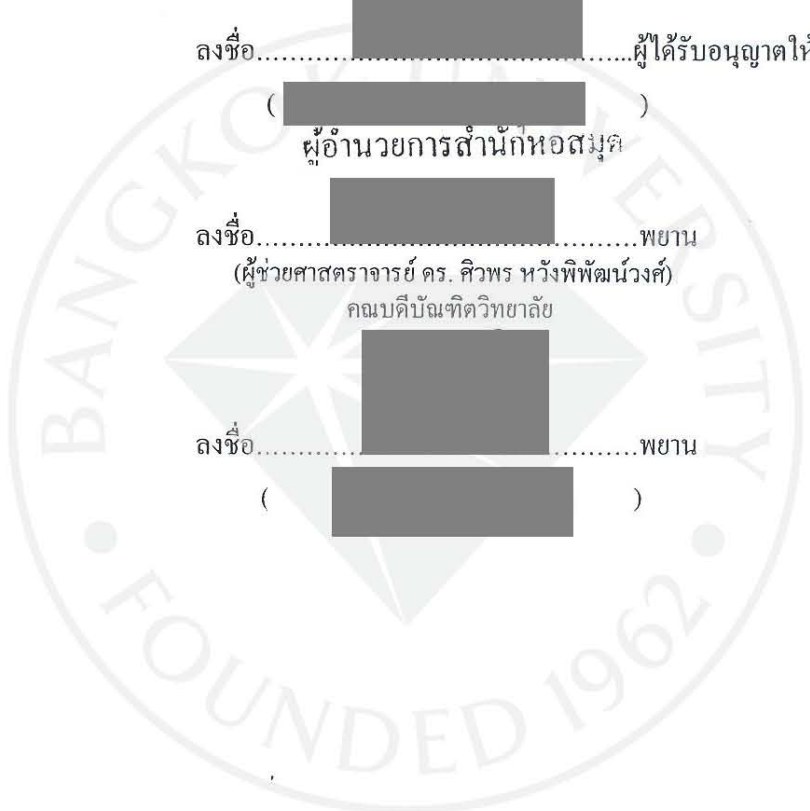 ลงชื่อ.......................................................ผู้ได้รับอนุญาตให้
( )
ผู้อำนวยการสำนักหอสมุด
ลงชื่อ.......................................................พยาน
(ผู้ช่วยศาสตราจารย์ ดร. ศิวพร หวังพิพัฒน์วงศ์)
คณบดีบัณฑิตวิทยาลัย
ลงชื่อ.......................................................พยาน
( )
BANGKOK UNIVERSITY
FOUNDED 1962